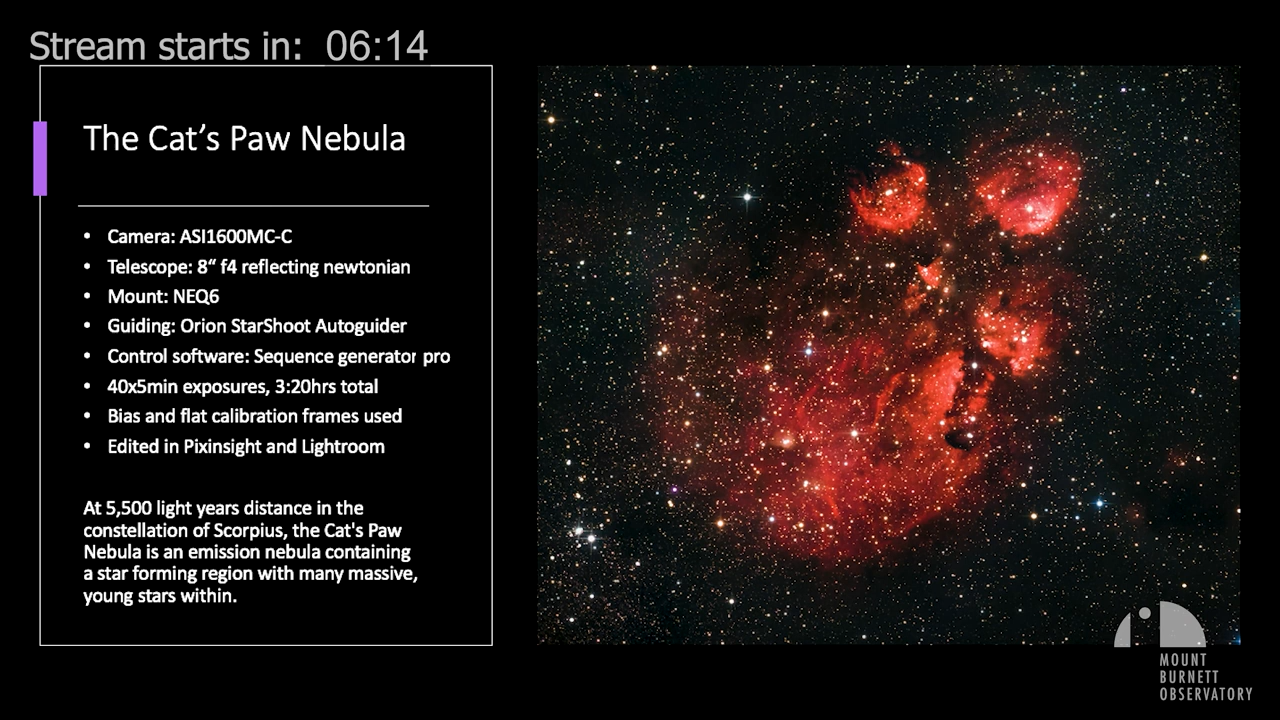 Stream starts in: 06:14
The Cat’s Paw Nebula
• Camera: ASI1600MC-C
• Telescope: 8“ f4 reflecting newtonian
• Mount: NEQ6
• Guiding: Orion StarShoot Autoguider
• Control software: Sequence generator pro
• 40x5min exposures, 3:20hrs total
• Bias and flat calibration frames used
• Edited in Pixinsight and Lightroom
At 5,500 light years distance in the
constellation of Scorpius, the Cat's Paw
Nebula is an emission nebula containing
a star forming region with many massive,
young stars within.
MOUNT
BURNETT
OBSERVATORY